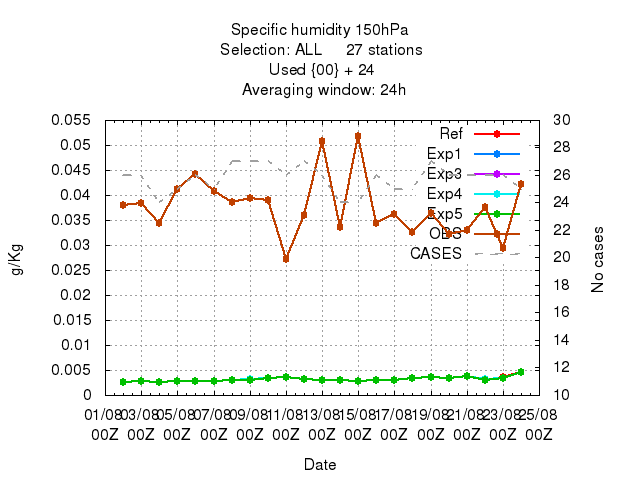 Specific humidity 150hPa
Selection: ALL 27 stations
Used {00} + 24
Averaging window: 24h
0.055 30
Ref
0.05 28
Exp1
0.045 26
Exp3
0.04 24
Exp4
0.035 22
Exp5
0.03 20
OBS
0.025 18
CASES
0.02 16
0.015 14
0.01 12
0.005 10
0
g/Kg
No cases
01/08 03/08 05/08 07/08 09/08 11/08 13/08 15/08 17/08 19/08 21/08 23/08 25/08
00Z 00Z 00Z 00Z 00Z 00Z 00Z 00Z 00Z 00Z 00Z 00Z 00Z
Date